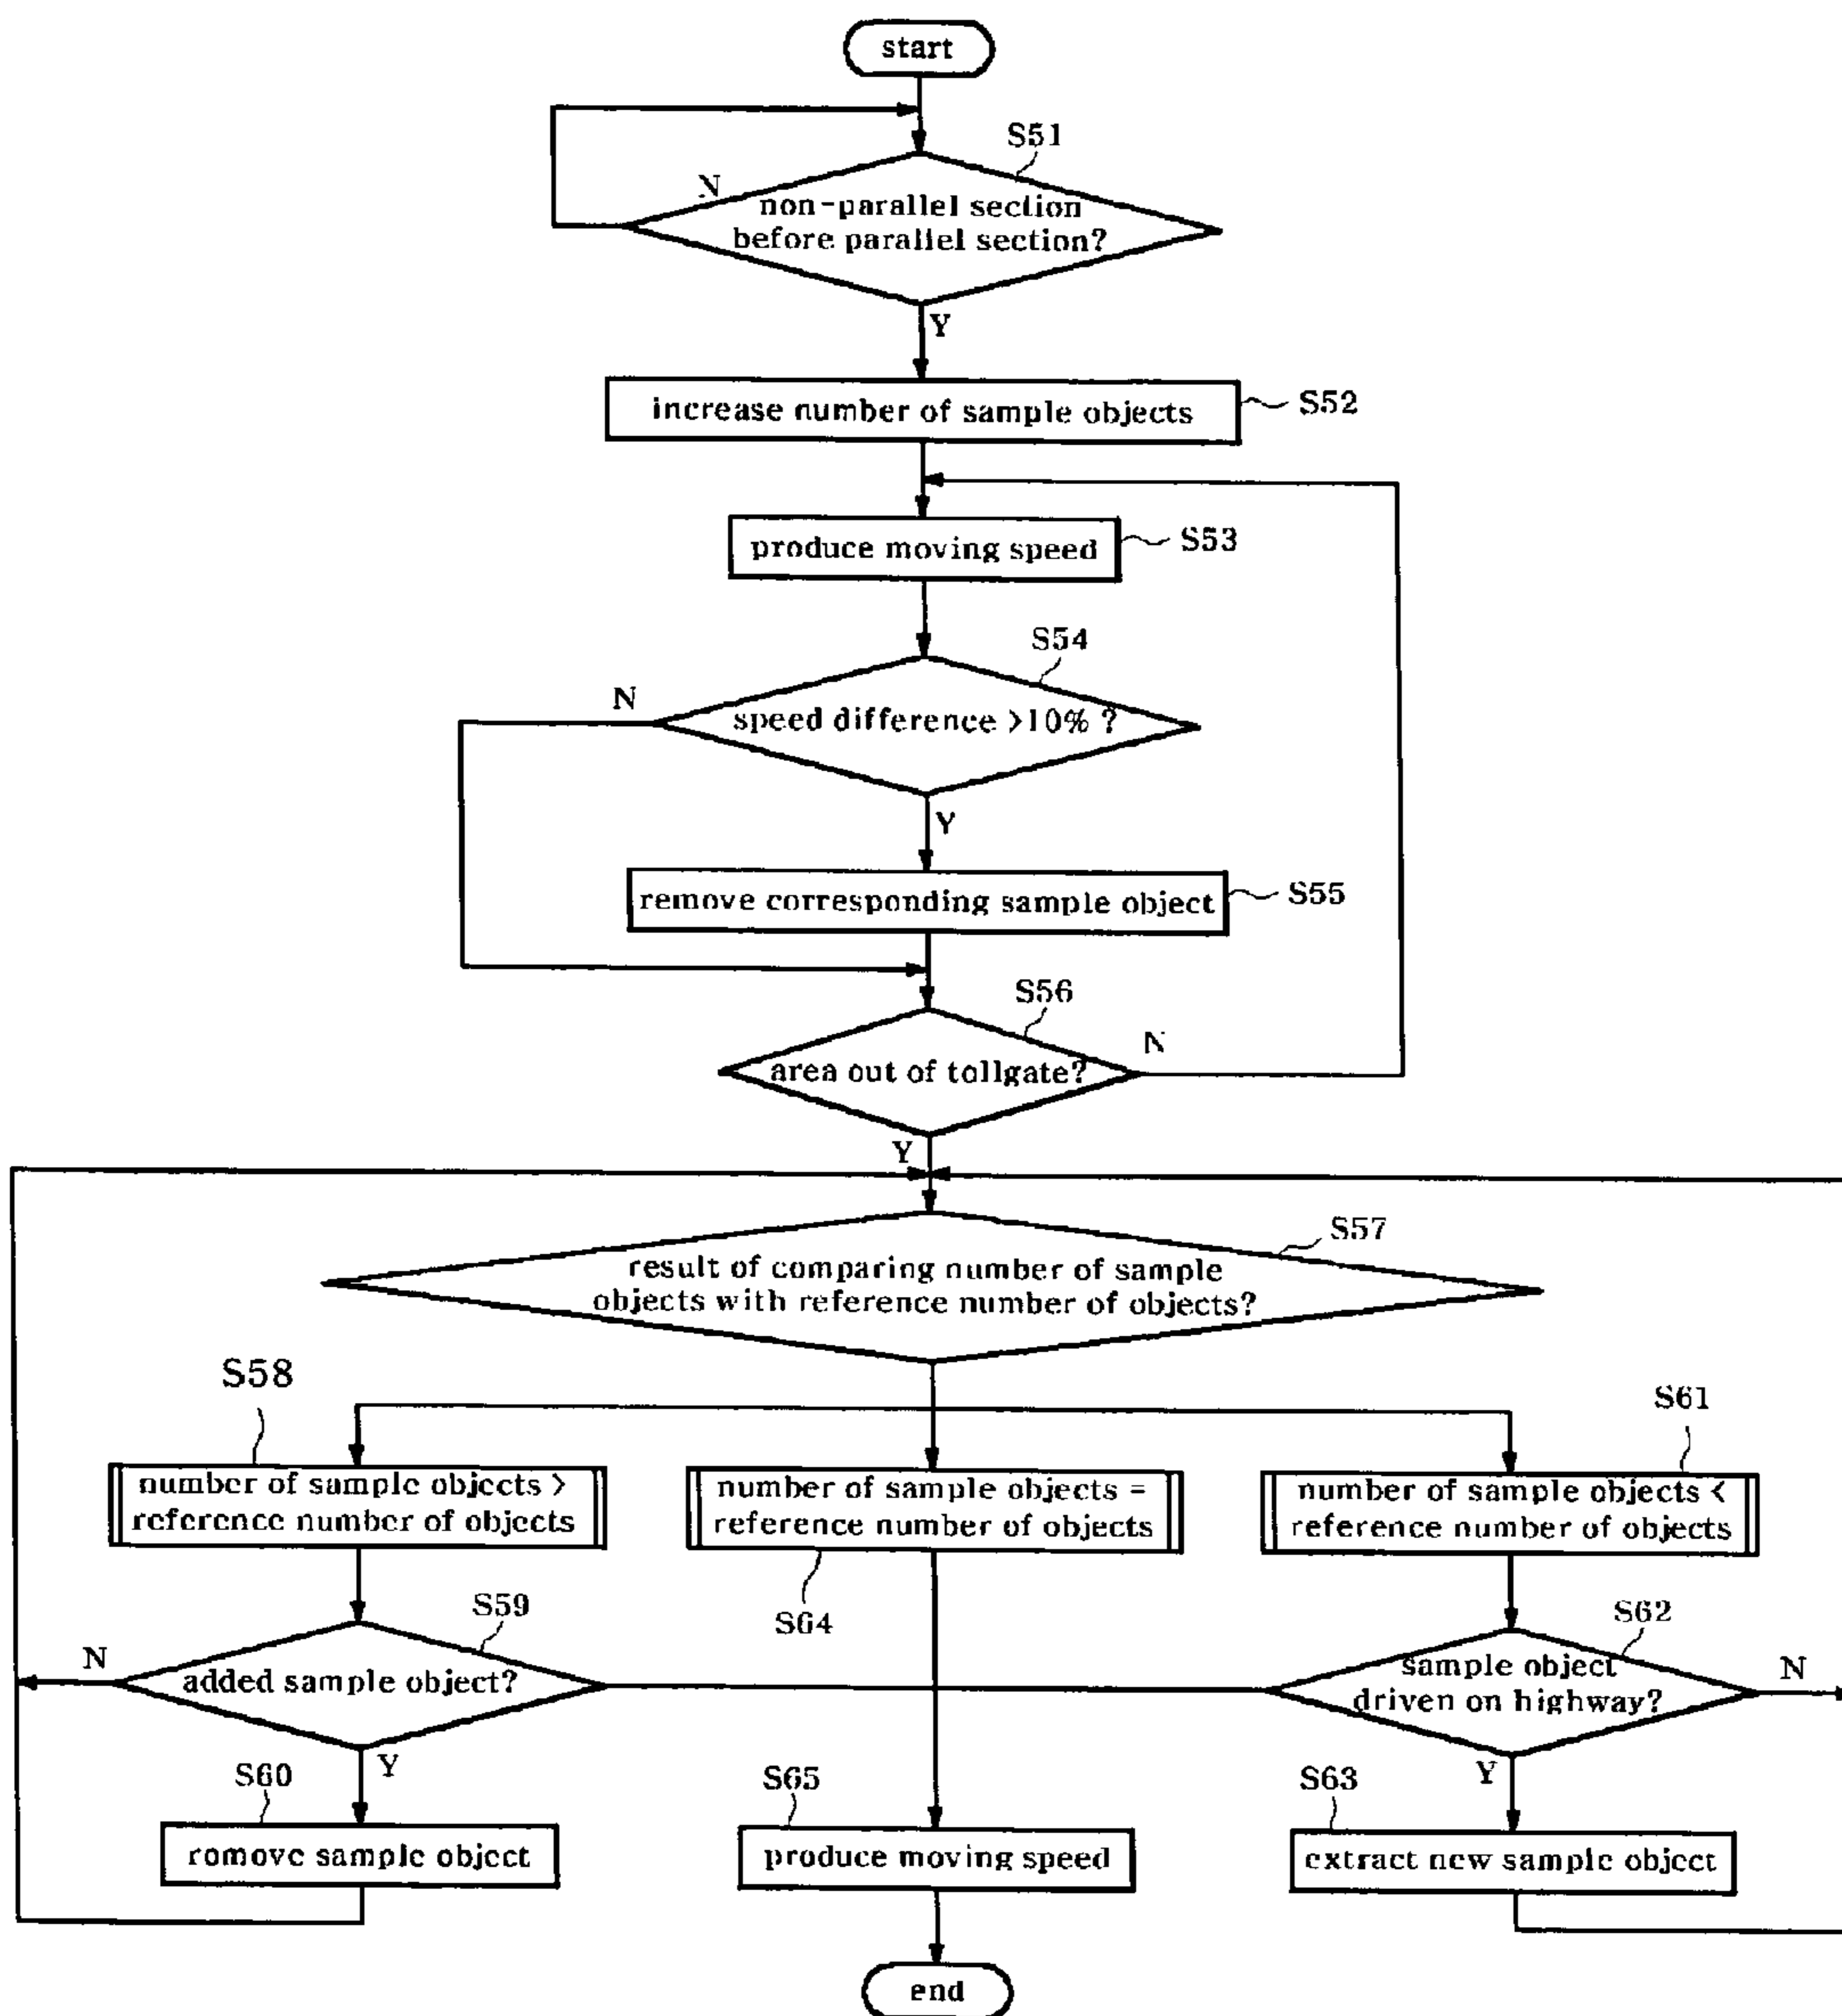 start
S51
N
non-parallel section
before parallel section?
Y
increase number of sample objects
S52
produce moving speed
S53
S54
N
speed difference >10% ?
Y
remove corresponding sample object
S55
S56
N
area out of tollgate?
Y
S57
result of comparing number of sample
objects with reference number of objects?
S58
S61
number of sample objects >
reference number of objects
number of sample objects =
reference number of objects
number of sample objects <
reference number of objects
S64
S59
S62
N
added sample object?
sample object
driven on highway?
N
Y
Y
S60
S65
S63
romove sample object
produce moving speed
extract new sample object
end